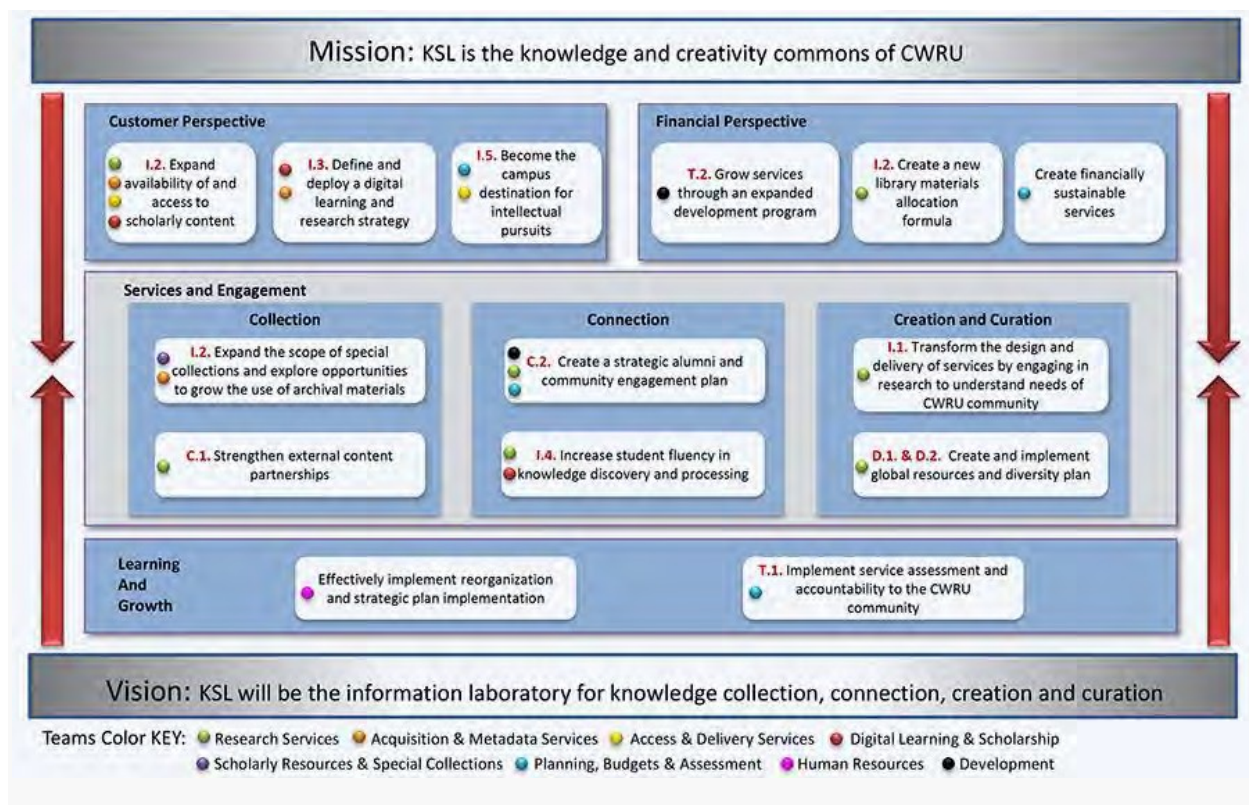 Mission: KSL is the knowledge and creativity commons of CWRU
Customer Perspective
I.2. Expand
availability of and
access to
scholarly content
I.3. Define and
deploy a digital
learning and
research strategy
I.5. Become the
campus
destination for
intellectual
pursuits
Financial Perspective
T.2. Grow services
through an expanded
development program
I.2. Create a new
library materials
allocation
formula
Create financially
sustainable
services
Services and Engagement
Collection
I.2. Expand the scope of special
collections and explore opportunities
to grow the use of archival materials
C.1. Strengthen external content
partnerships
Connection
C.2. Create a strategic alumni and
community engagement plan
I.4. Increase student fluency in
knowledge discovery and processing
Creation and Curation
I.1. Transform the design and
delivery of services by engaging in
research to understand needs of
CWRU community
D.1. & D.2. Create and implement
global resources and diversity plan
Learning
And
Growth
Effectively implement reorganization
and strategic plan implementation
T.1. Implement service assessment and
accountability to the CWRU
community
Vision: KSL will be the information laboratory for knowledge collection, connection, creation and curation
Teams Color KEY: Research Services Acquisition & Metadata Services Access & Delivery Services Digital Learning & Scholarship
Scholarly Resources & Special Collections Planning, Budgets & Assessment Human Resources Development